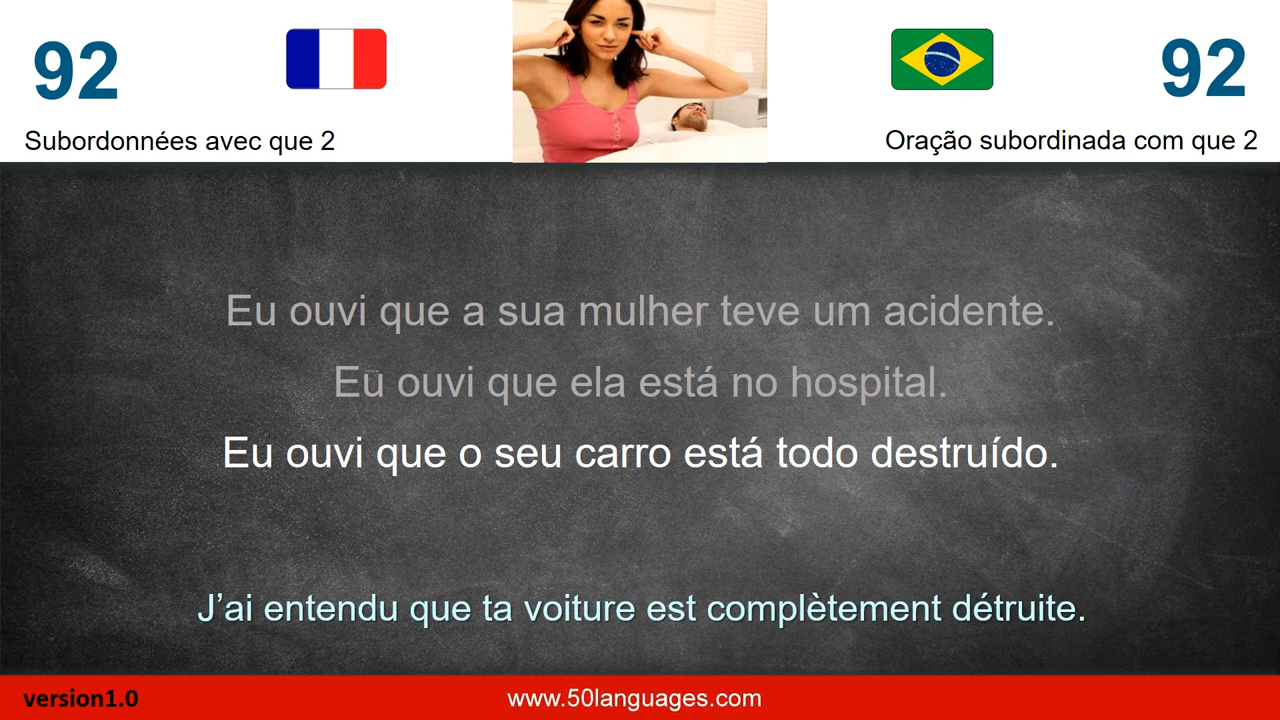 92
92
Subordonnées avec que 2
Oração subordinada com que 2
Eu ouvi que a sua mulher teve um acidente.
Eu ouvi que ela está no hospital.
Eu ouvi que o seu carro está todo destruído.
J’ai entendu que ta voiture est complètement détruite.
version1.0
www.50languages.com